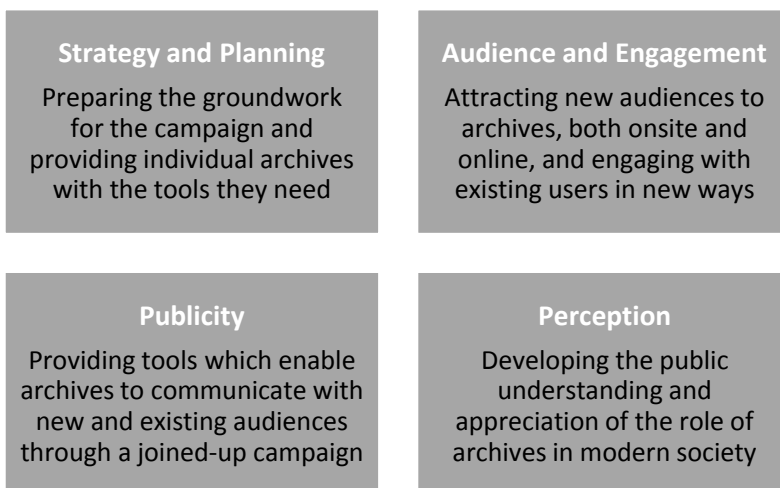 Strategy and Planning
Preparing the groundwork
for the campaign and
providing individual archives
with the tools they need
Audience and Engagement
Attracting new audiences to
archives, both onsite and
online, and engaging with
existing users in new ways
Publicity
Providing tools which enable
archives to communicate with
new and existing audiences
through a joined-up campaign
Perception
Developing the public
understanding and
appreciation of the role of
archives in modern society